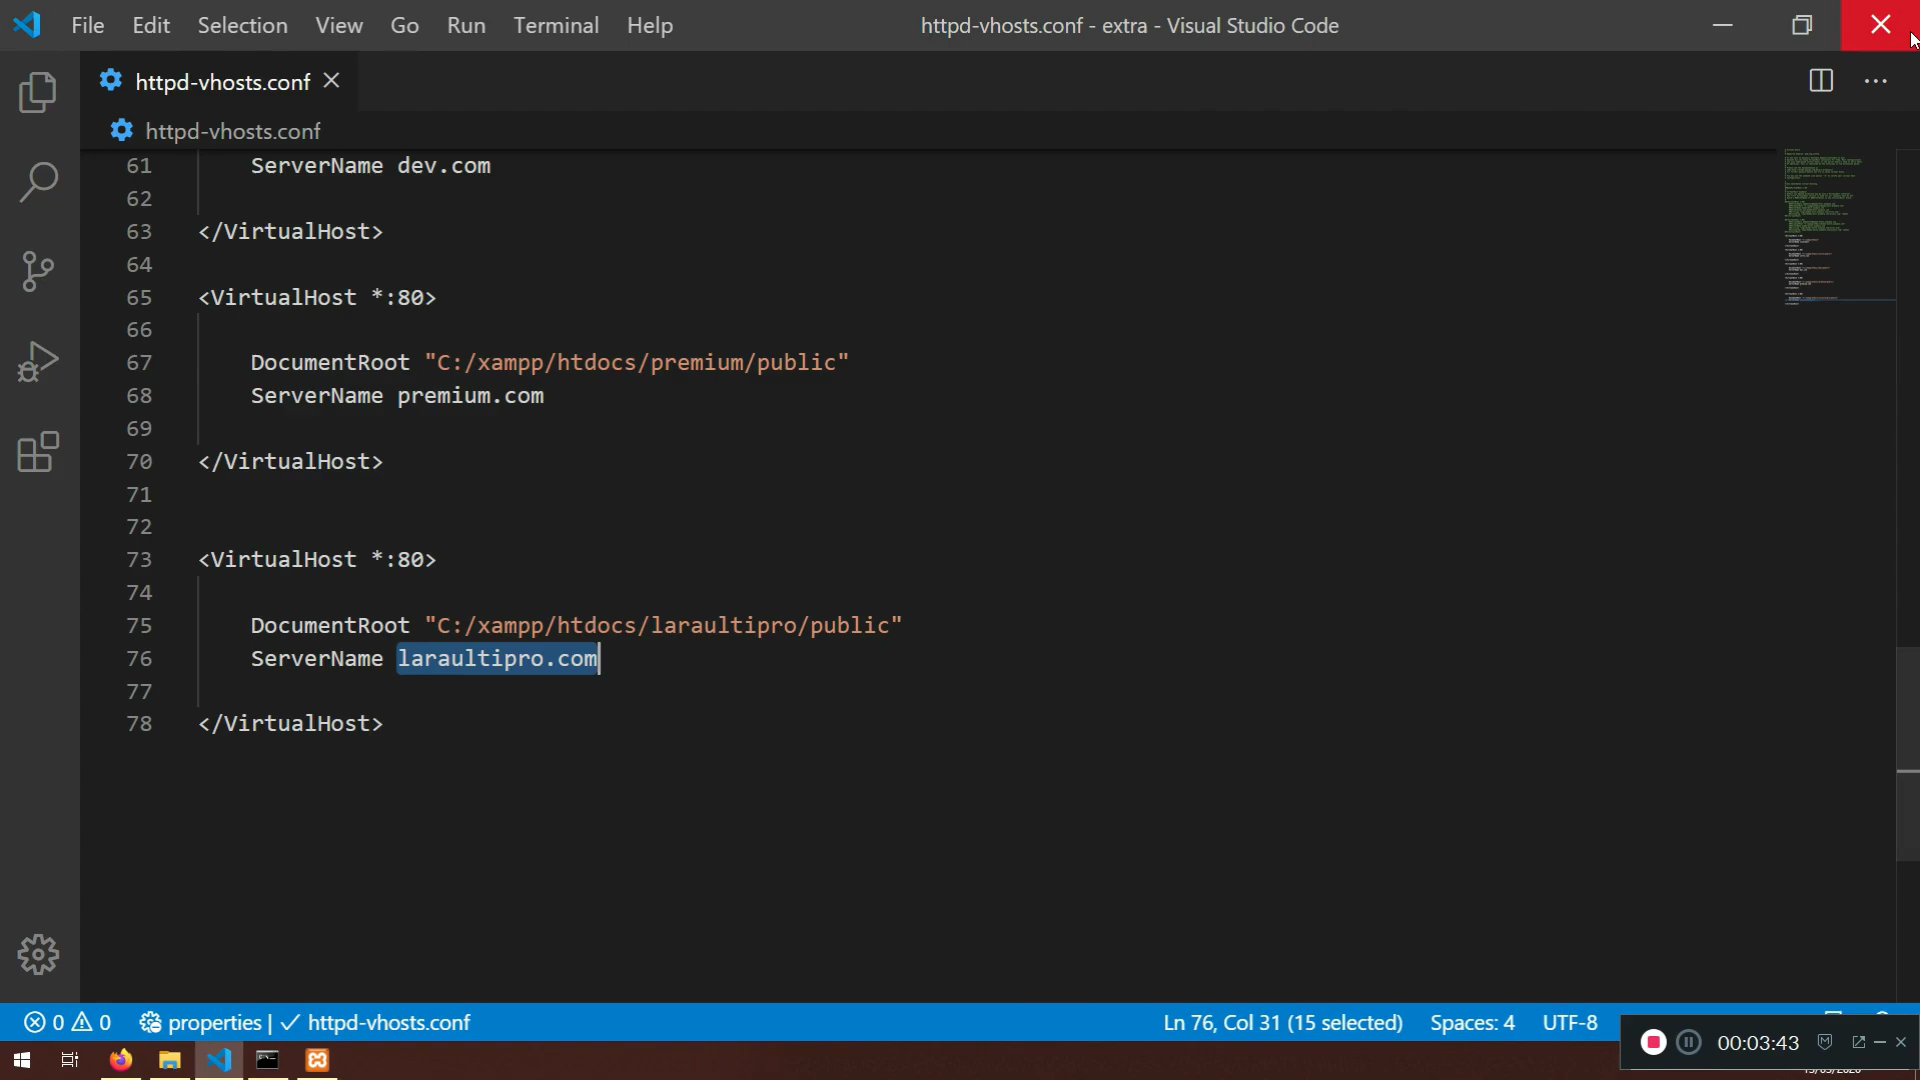 File Edit Selection View Go Run Terminal Help
httpd-vhosts.conf - extra - Visual Studio Code
httpd-vhosts.conf
httpd-vhosts.conf
61 ServerName dev.com
62
63 </VirtualHost>
64
65 <VirtualHost *:80>
66
67 DocumentRoot "C:/xampp/htdocs/premium/public"
68 ServerName premium.com
69
70 </VirtualHost>
71
72
73 <VirtualHost *:80>
74
75 DocumentRoot "C:/xampp/htdocs/laraultipro/public"
76 ServerName laraultipro.com
77
78 </VirtualHost>
0 0 properties | ✓ httpd-vhosts.conf
Ln 76, Col 31 (15 selected) Spaces: 4 UTF-8
00:03:43